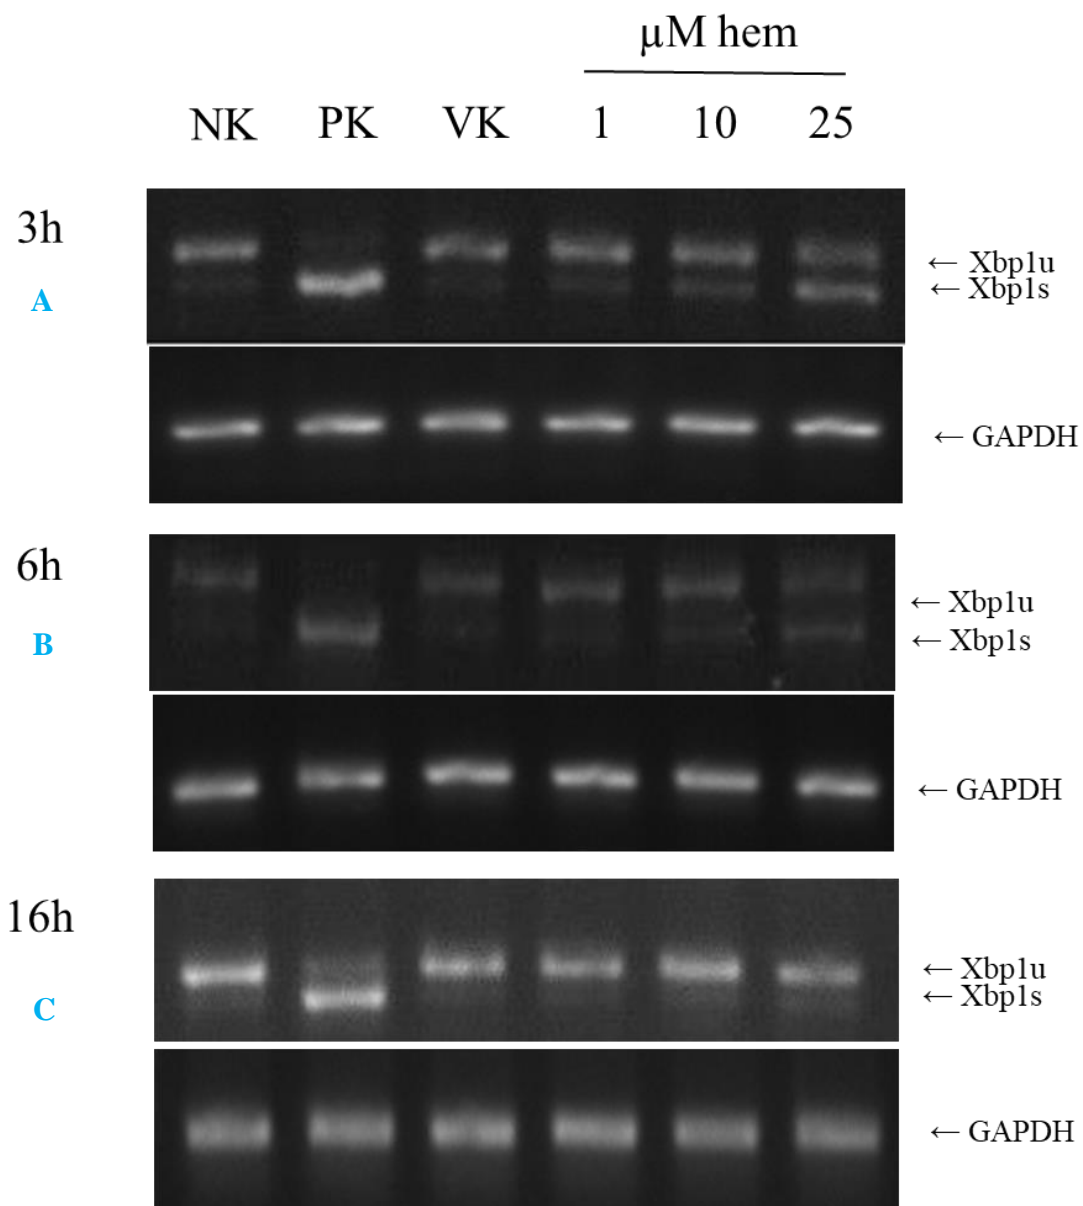 µM hem
NK PK VK 1 10 25
3h
A
← Xbp1u
← Xbp1s
← GAPDH
6h
B
← Xbp1u
← Xbp1s
← GAPDH
16h
C
← Xbp1u
← Xbp1s
← GAPDH